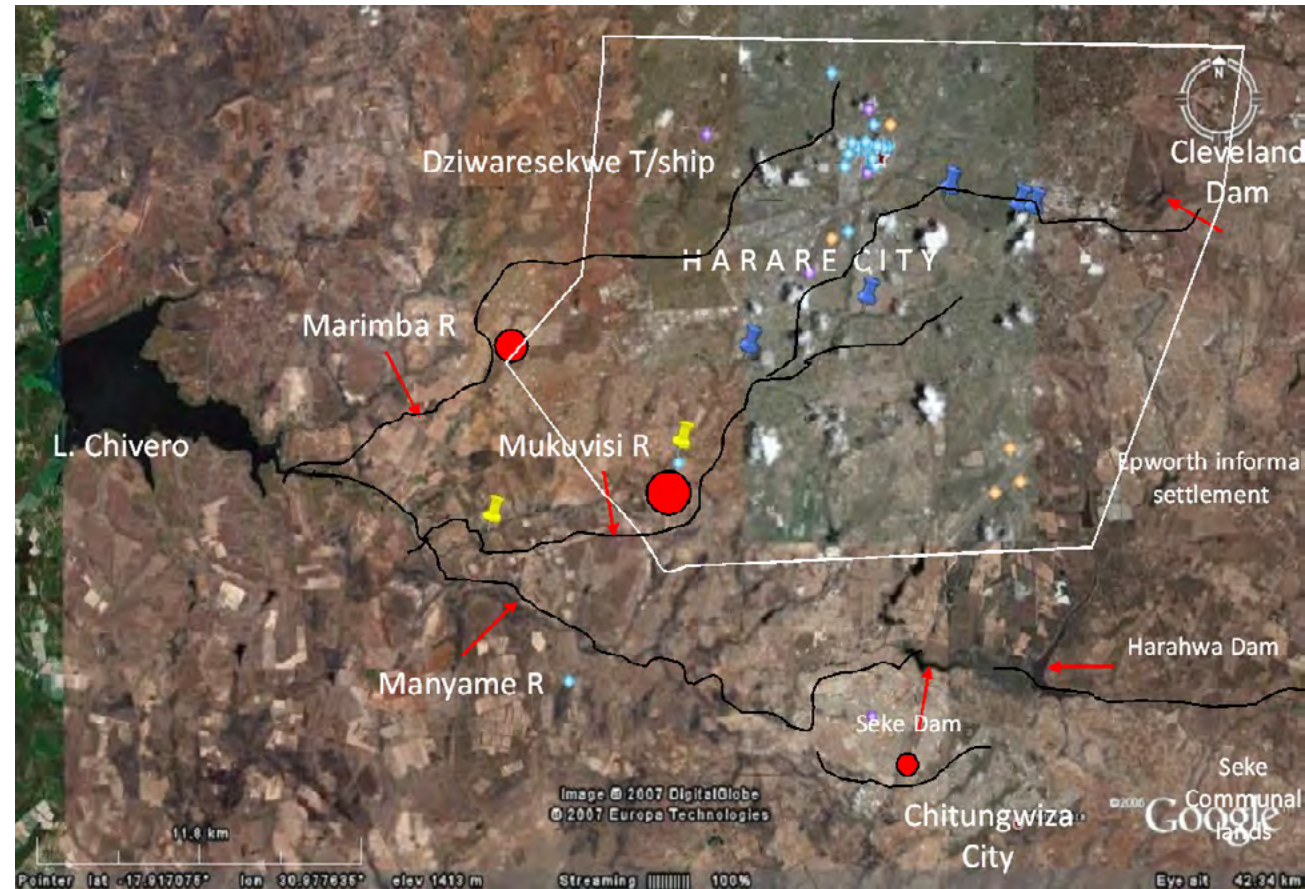 N
Cleveland
Dam
Dziwaresekwe T/ship
HARARE CITY
Marimba R
L. Chivero
Mukuvisi R
Epworth informa
settlement
Manyame R
Harahwa Dam
Seke Dam
Seke
Communal
lands
Chitungwiza
City
Image © 2007 DigitalGlobe
© 2007 Europa Technologies
©2006 Google
11.8 km
Pointer lat -17.917075° lon 30.977635° elev 1413 m Streaming 100% Eye alt 42.34 km